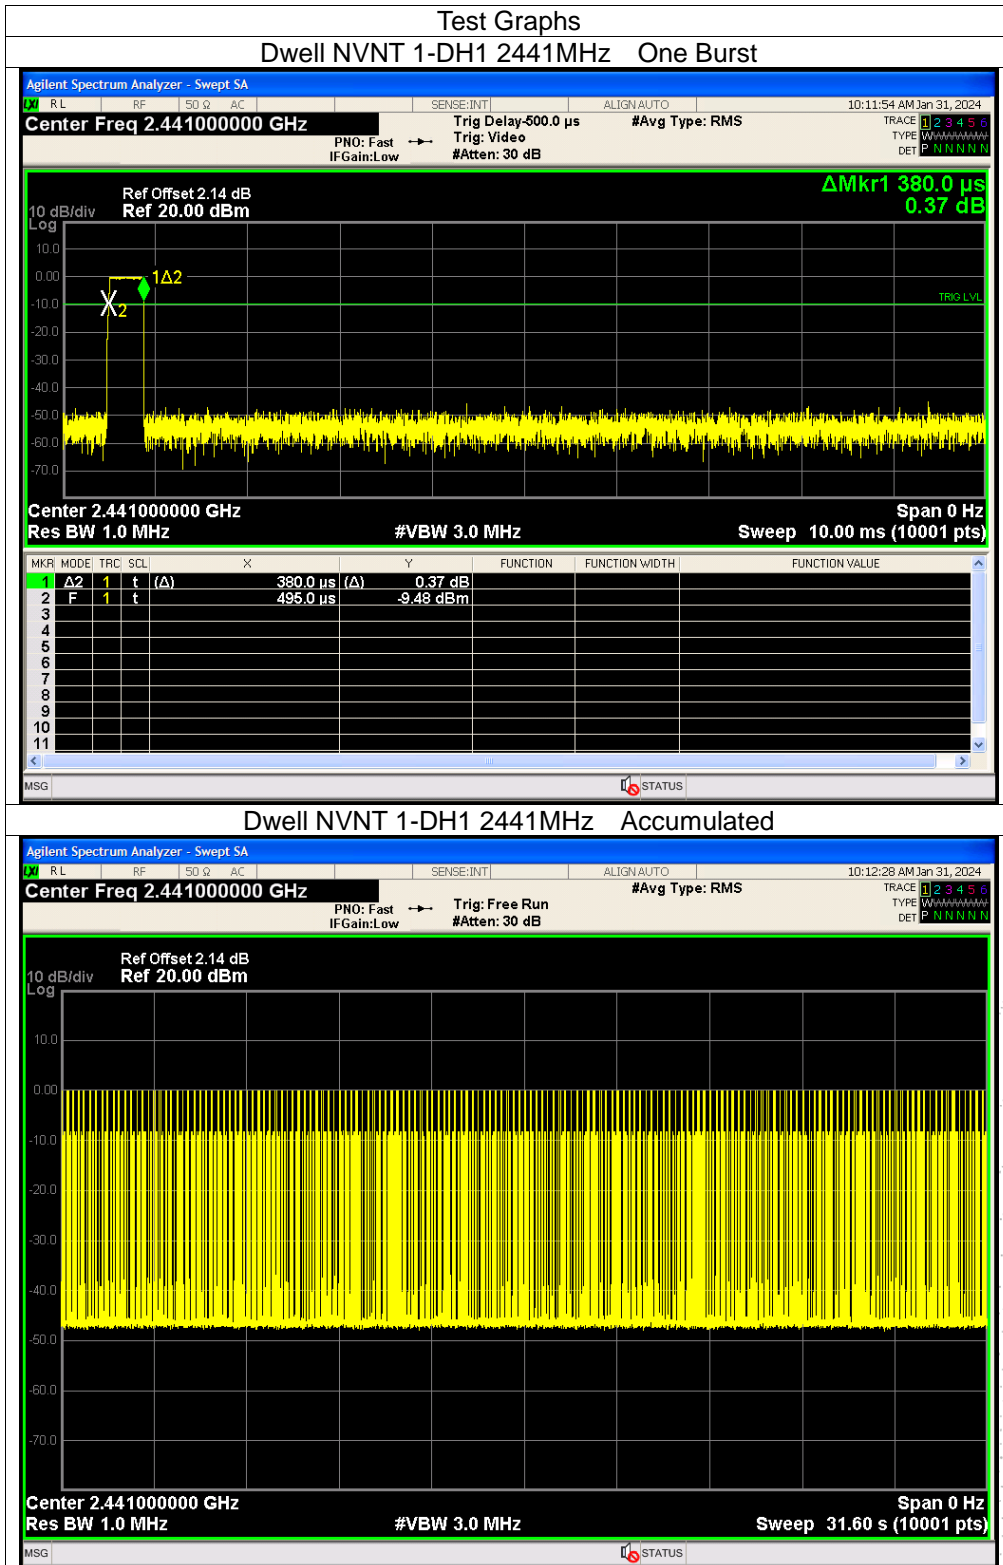 Test Graphs
Dwell NVNT 1-DH1 2441MHz One Burst
Agilent Spectrum Analyzer - Swept SA
LXI RL RF 50 Ω AC SENSE:INT ALIGNAUTO 10:11:54 AM Jan 31, 2024
Center Freq 2.441000000 GHz Trig Delay-500.0 µs #Avg Type: RMS TRACE 1 2 3 4 5 6
PNO: Fast Trig: Video TYPE WWWWWW
IFGain:Low #Atten: 30 dB DET P N N N N N
ΔMkr1 380.0 µs
0.37 dB
Ref Offset 2.14 dB
10 dB/div Ref 20.00 dBm
Log
10.0
0.00
1Δ2
-10.0
2
TRIG LVL
-20.0
-30.0
-40.0
-50.0
-60.0
-70.0
Center 2.441000000 GHz Span 0 Hz
Res BW 1.0 MHz #VBW 3.0 MHz Sweep 10.00 ms (10001 pts)
MKR MODE TRC SCL X Y FUNCTION FUNCTION WIDTH FUNCTION VALUE
1 Δ2 1 t (Δ) 380.0 µs (Δ) 0.37 dB
2 F 1 t 495.0 µs -9.48 dBm
3
4
5
6
7
8
9
10
11
MSG STATUS
Dwell NVNT 1-DH1 2441MHz Accumulated
Agilent Spectrum Analyzer - Swept SA
LXI RL RF 50 Ω AC SENSE:INT ALIGNAUTO 10:12:28 AM Jan 31, 2024
Center Freq 2.441000000 GHz #Avg Type: RMS TRACE 1 2 3 4 5 6
PNO: Fast Trig: Free Run TYPE WWWWWW
IFGain:Low #Atten: 30 dB DET P N N N N N
Ref Offset 2.14 dB
10 dB/div Ref 20.00 dBm
Log
10.0
0.00
-10.0
-20.0
-30.0
-40.0
-50.0
-60.0
-70.0
Center 2.441000000 GHz Span 0 Hz
Res BW 1.0 MHz #VBW 3.0 MHz Sweep 31.60 s (10001 pts)
MSG STATUS